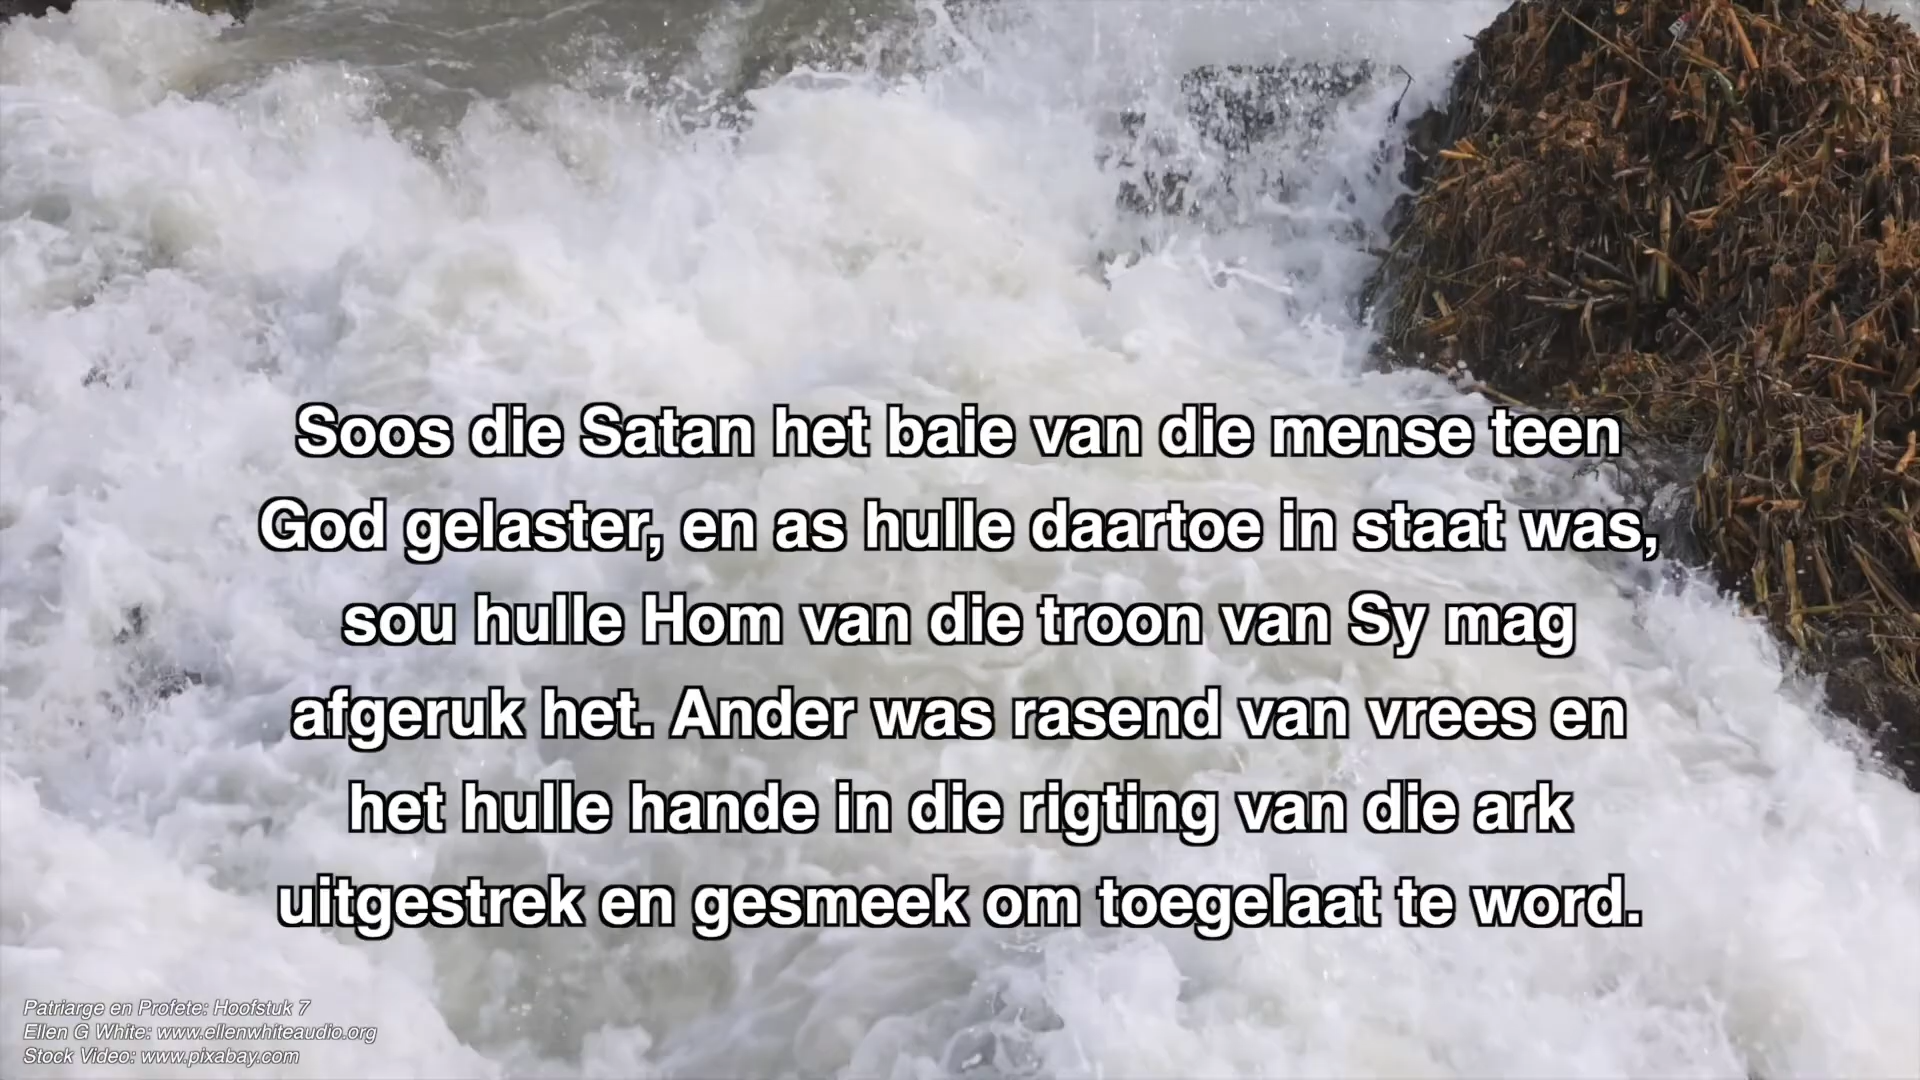 Soos die Satan het baie van die mense teen
God gelaster, en as hulle daartoe in staat was,
sou hulle Hom van die troon van Sy mag
afgeruk het. Ander was rasend van vrees en
het hulle hande in die rigting van die ark
uitgestrek en gesmeek om toegelaat te word.
Patriarge en Profete: Hoofstuk 7
Ellen G White: www.ellenwhiteaudio.org
Stock Video: www.pixabay.com